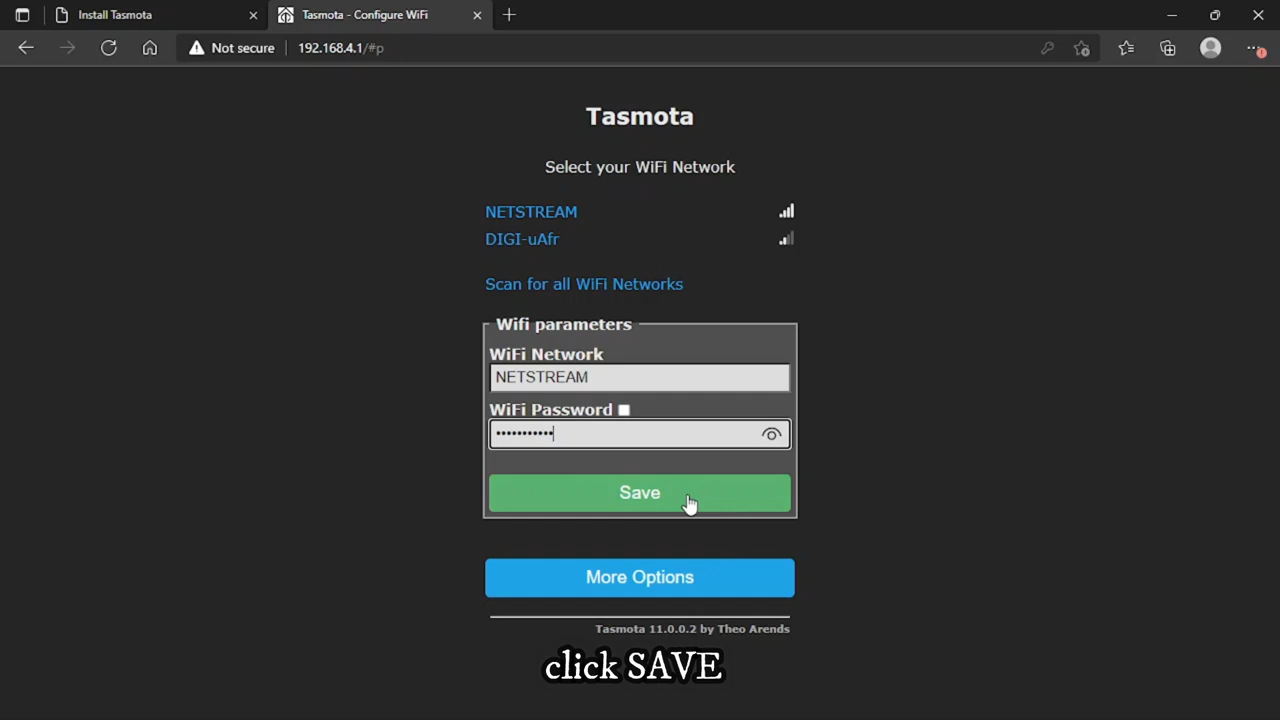 Install Tasmota
Tasmota - Configure WiFi
Not secure
192.168.4.1/#p
Tasmota
Select your WiFi Network
NETSTREAM
DIGI-uAfr
Scan for all WiFi Networks
Wifi parameters
WiFi Network
NETSTREAM
WiFi Password
•••••••••••
Save
More Options
Tasmota 11.0.0.2 by Theo Arends
click SAVE